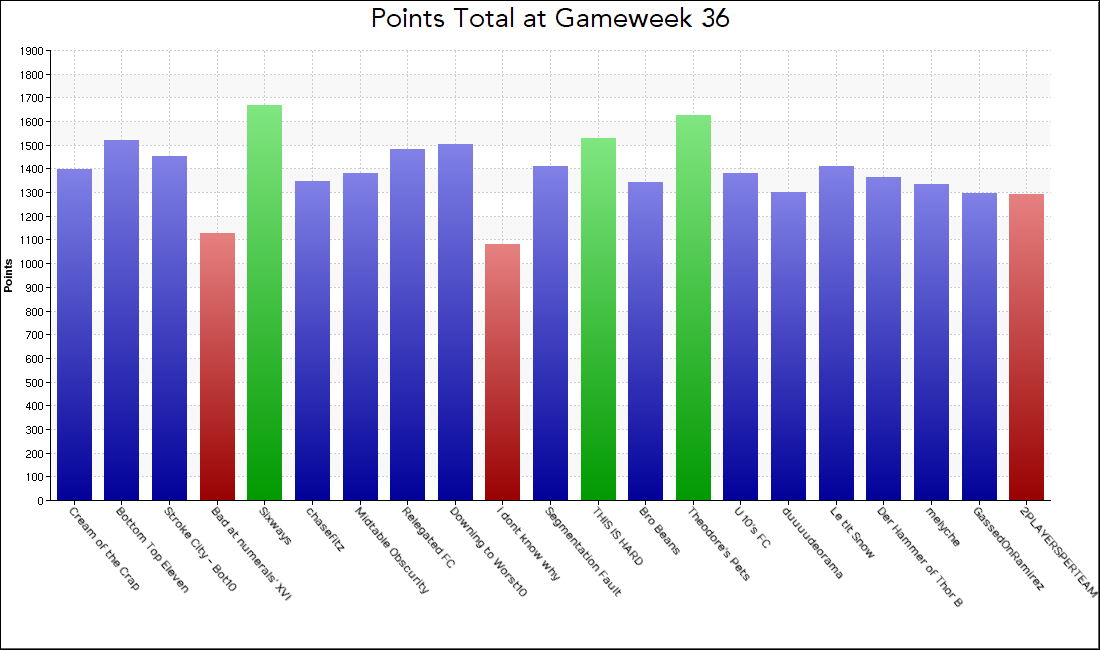 Points Total at Gameweek 36
Points
1900
1800
1700
1600
1500
1400
1300
1200
1100
1000
900
800
700
600
500
400
300
200
100
0
Cream of the Crap
Bottom Top Eleven
Stroke City - Bot10
Bad at numerals' XVI
Sixways
chasefitz
Midtable Obscurity
Relegated FC
Downing to Worst10
i dont know why
Segmentation Fault
THIS IS HARD
Bro Beans
Theodore's Pets
U10's FC
duuuudeorama
Le tit Snow
Der Hammer of Thor B
melyche
GassedOnRamirez
2PLAYERSPERTEAM